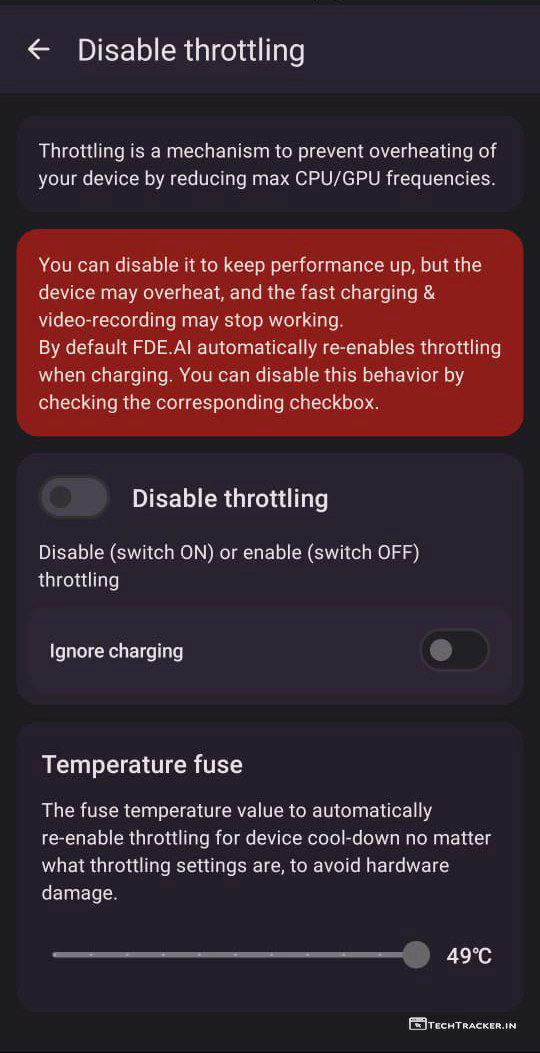 Disable throttling
Throttling is a mechanism to prevent overheating of
your device by reducing max CPU/GPU frequencies.
You can disable it to keep performance up, but the
device may overheat, and the fast charging &
video-recording may stop working.
By default FDE.AI automatically re-enables throttling
when charging. You can disable this behavior by
checking the corresponding checkbox.
Disable throttling
Disable (switch ON) or enable (switch OFF)
throttling
Ignore charging
Temperature fuse
The fuse temperature value to automatically
re-enable throttling for device cool-down no matter
what throttling settings are, to avoid hardware
damage.
49℃
TECHTRACKER.IN